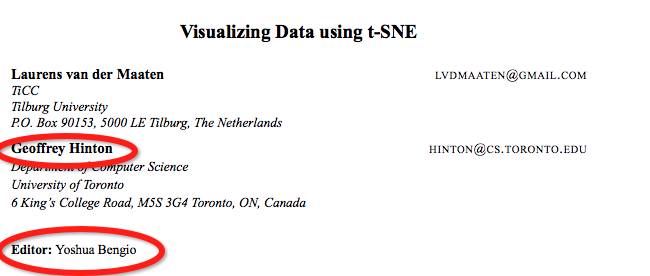 Visualizing Data using t-SNE
Laurens van der Maaten LVDMAATEN@GMAIL.COM
TiCC
Tilburg University
P.O. Box 90153, 5000 LE Tilburg, The Netherlands
Geoffrey Hinton HINTON@CS.TORONTO.EDU
Department of Computer Science
University of Toronto
6 King’s College Road, M5S 3G4 Toronto, ON, Canada
Editor: Yoshua Bengio